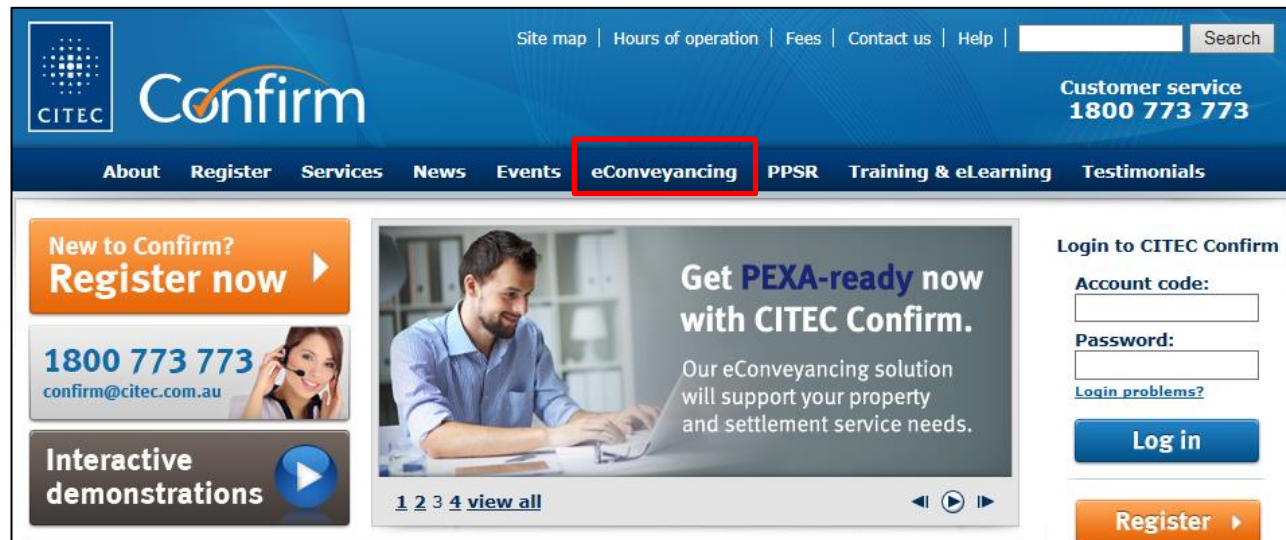 Site map | Hours of operation | Fees | Contact us | Help | Search
CITEC
Confirm
Customer service
1800 773 773
About Register Services News Events eConveyancing PPSR Training & eLearning Testimonials
New to Confirm?
Register now
1800 773 773
confirm@citec.com.au
Interactive
demonstrations
Get PEXA-ready now
with CITEC Confirm.
Our eConveyancing solution
will support your property
and settlement service needs.
1 2 3 4 view all
Login to CITEC Confirm
Account code:
Password:
Login problems?
Log in
Register